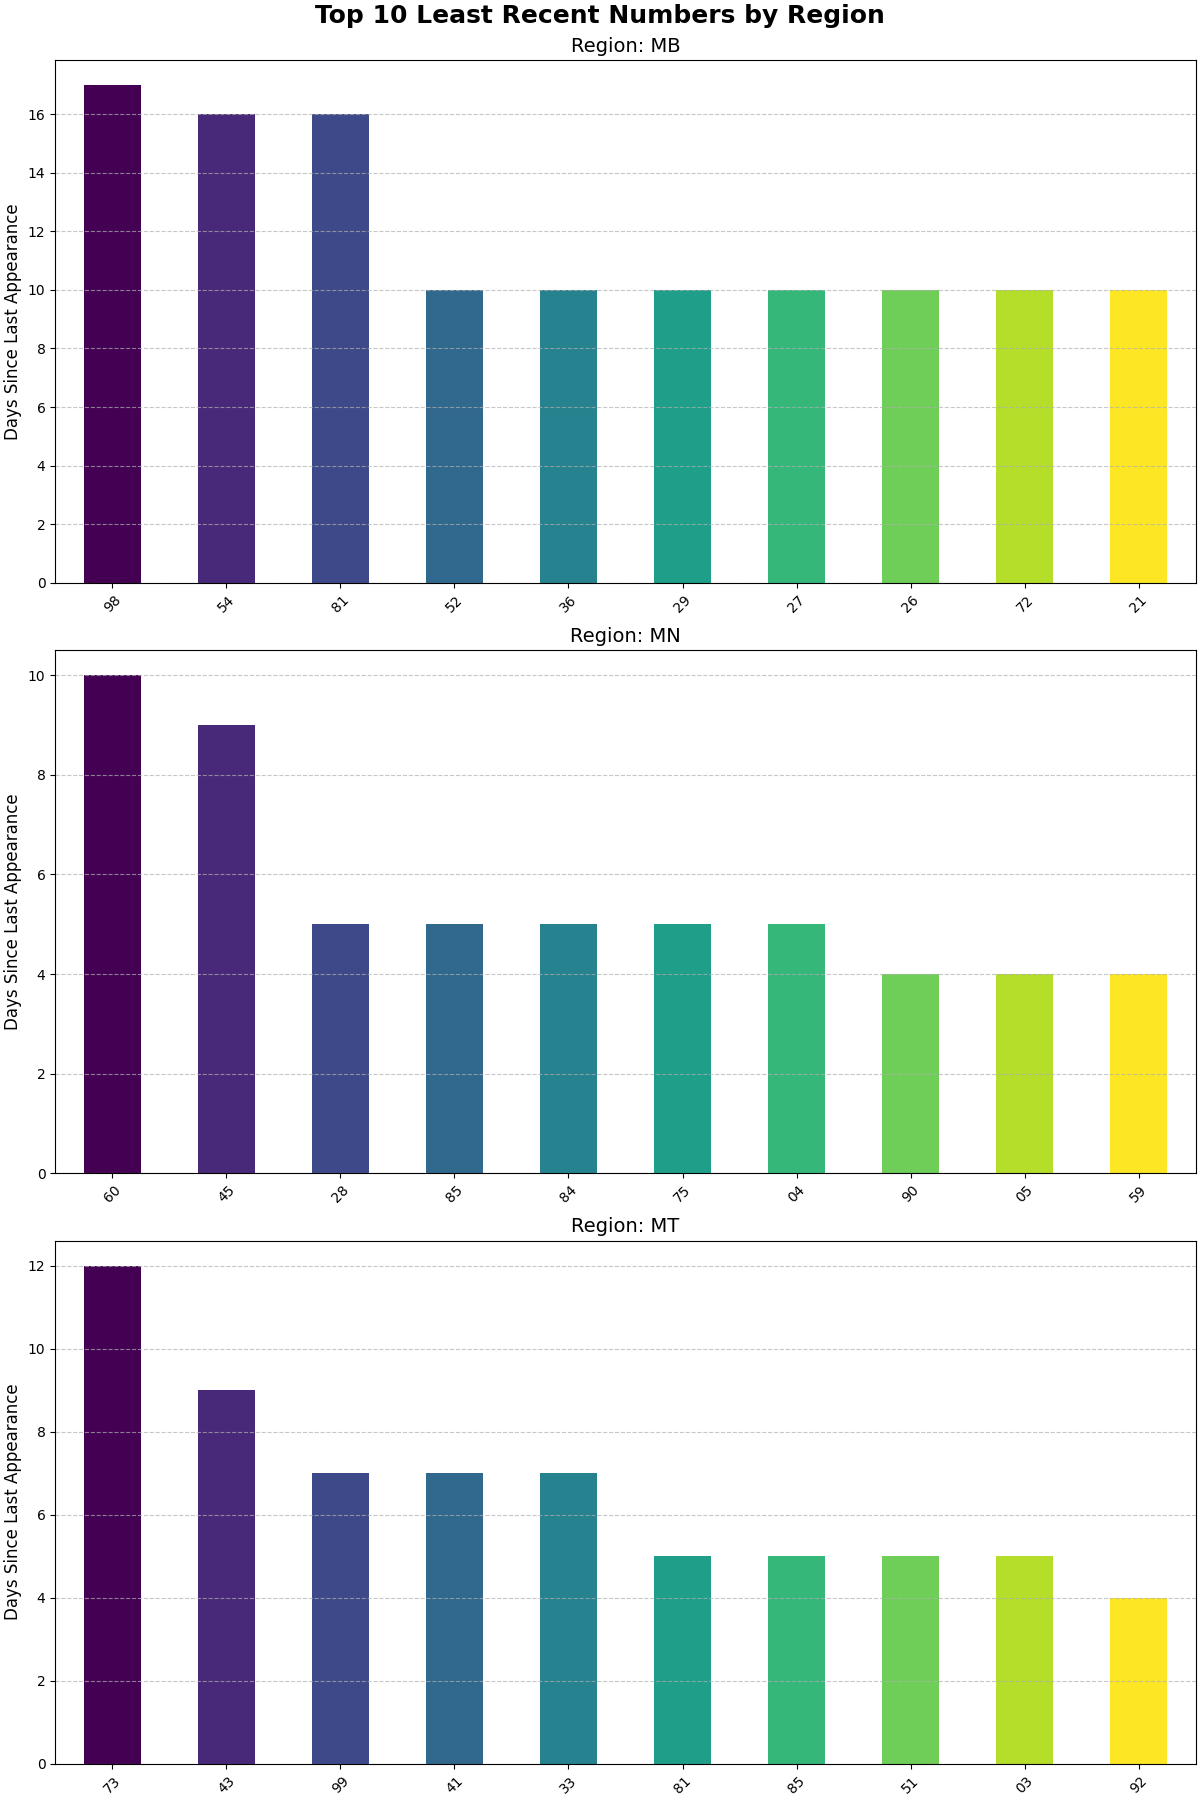 Top 10 Least Recent Numbers by Region
Region: MB
Days Since Last Appearance
16
14
12
10
8
6
4
2
0
98 54 81 52 36 29 27 26 72 21
Region: MN
Days Since Last Appearance
10
8
6
4
2
0
60 45 28 85 84 75 04 90 05 59
Region: MT
Days Since Last Appearance
12
10
8
6
4
2
0
73 43 99 41 33 81 85 51 03 92